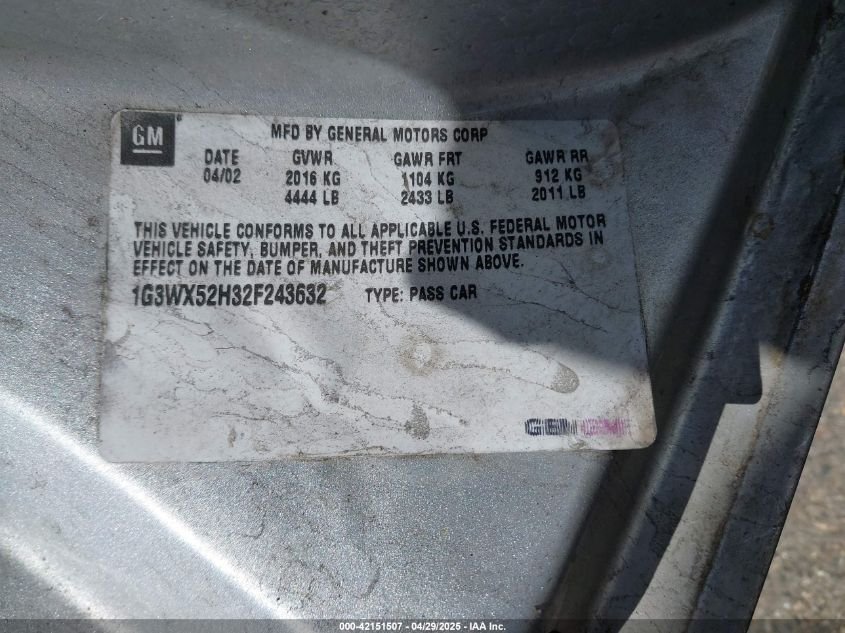 GM
MFD BY GENERAL MOTORS CORP
DATE GVWR GAWR FRT GAWR RR
04/02 2016 KG 1104 KG 912 KG
4444 LB 2433 LB 2011 LB
THIS VEHICLE CONFORMS TO ALL APPLICABLE U.S. FEDERAL MOTOR
VEHICLE SAFETY, BUMPER, AND THEFT PREVENTION STANDARDS IN
EFFECT ON THE DATE OF MANUFACTURE SHOWN ABOVE.
1G3WX52H32F243632 TYPE: PASS CAR
000-42151507 - 04/29/2025 - IAA Inc.